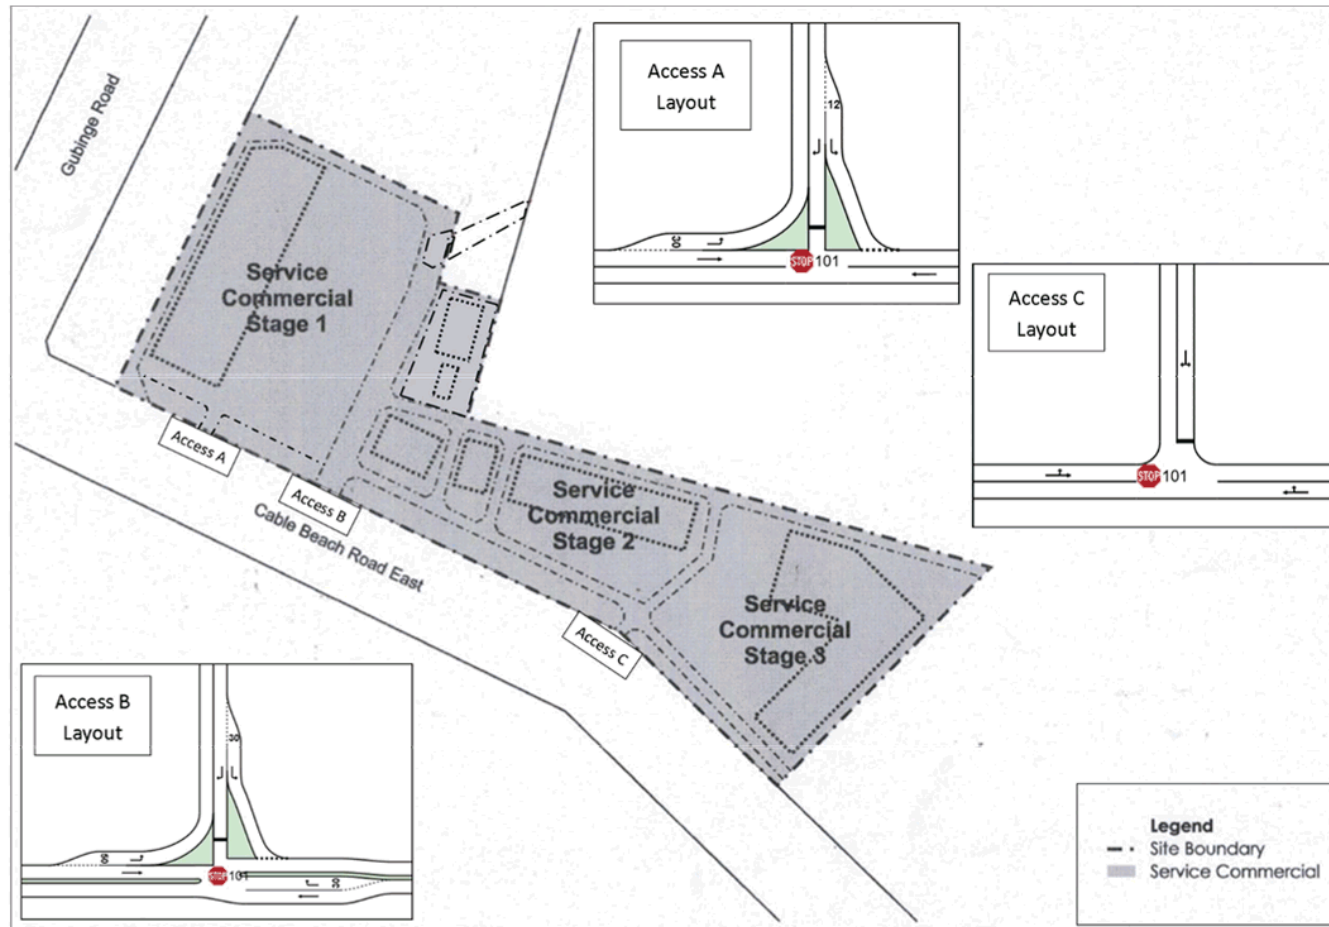 Gubinge Road
Service
Commercial
Stage 1
Access A
Layout
12
30
STOP 101
Access C
Layout
STOP 101
Access A
Access B
Cable Beach Road East
Service
Commercial
Stage 2
Service
Commercial
Stage 3
Access C
Access B
Layout
30
STOP 101
30
Legend
Site Boundary
Service Commercial